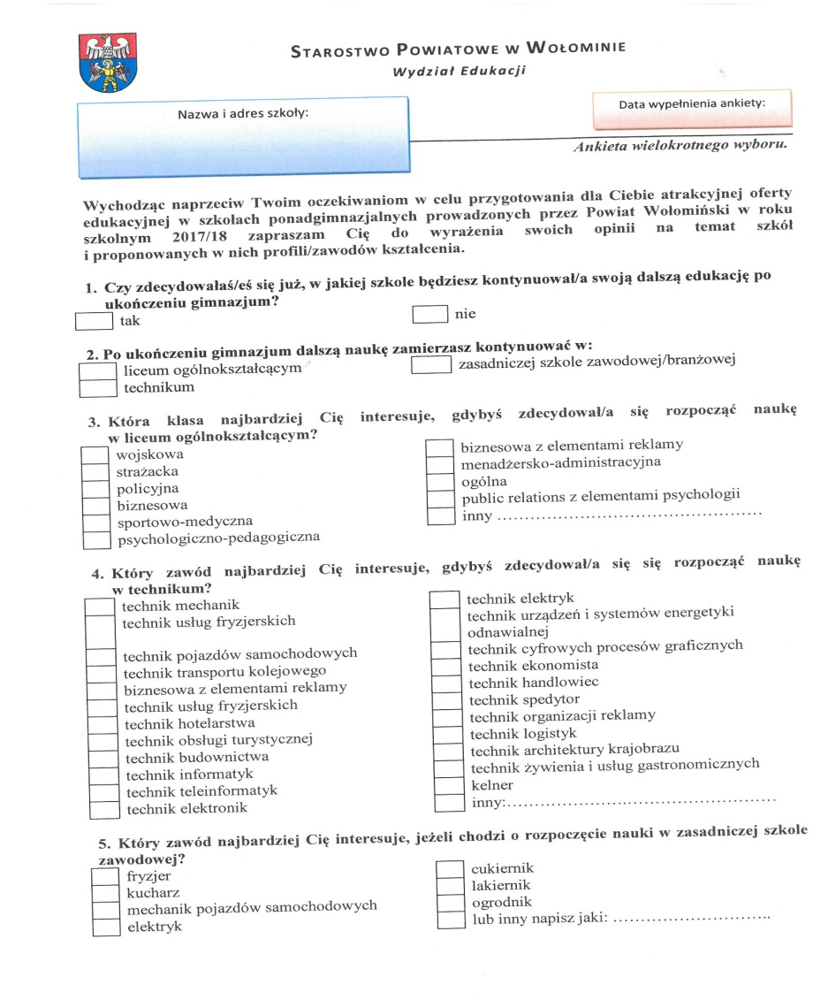 STAROSTWO POWIATOWE W WOŁOMINIE
Wydział Edukacji
Nazwa i adres szkoły:
Data wypełnienia ankiety:
Ankieta wielokrotnego wyboru.
Wychodząc naprzeciw Twoim oczekiwaniom w celu przygotowania dla Ciebie atrakcyjnej oferty
edukacyjnej w szkołach ponadgimnazjalnych prowadzonych przez Powiat Wołomiński w roku
szkolnym 2017/18 zapraszam Cię do wyrażenia swoich opinii na temat szkół
i proponowanych w nich profili/zawodów kształcenia.
1. Czy zdecydowałaś/eś się już, w jakiej szkole będziesz kontynuował/a swoją dalszą edukację po
ukończeniu gimnazjum?
tak
nie
2. Po ukończeniu gimnazjum dalszą naukę zamierzasz kontynuować w:
liceum ogólnokształcącym
technikum
zasadniczej szkole zawodowej/branżowej
3. Która klasa najbardziej Cię interesuje, gdybyś zdecydował/a się rozpocząć naukę
w liceum ogólnokształcącym?
wojskowa
strażacka
policyjna
biznesowa
sportowo-medyczna
psychologiczno-pedagogiczna
biznesowa z elementami reklamy
menadżersko-administracyjna
ogólna
public relations z elementami psychologii
inny ................................................
4. Który zawód najbardziej Cię interesuje, gdybyś zdecydował/a się się rozpocząć naukę
w technikum?
technik mechanik
technik usług fryzjerskich
technik pojazdów samochodowych
technik transportu kolejowego
biznesowa z elementami reklamy
technik usług fryzjerskich
technik hotelarstwa
technik obsługi turystycznej
technik budownictwa
technik informatyk
technik teleinformatyk
technik elektronik
technik elektryk
technik urządzeń i systemów energetyki
odnawialnej
technik cyfrowych procesów graficznych
technik ekonomista
technik handlowiec
technik spedytor
technik organizacji reklamy
technik logistyk
technik architektury krajobrazu
technik żywienia i usług gastronomicznych
kelner
inny:................................................
5. Który zawód najbardziej Cię interesuje, jeżeli chodzi o rozpoczęcie nauki w zasadniczej szkole
zawodowej?
fryzjer
kucharz
mechanik pojazdów samochodowych
elektryk
cukiernik
lakiernik
ogrodnik
lub inny napisz jaki: .............................